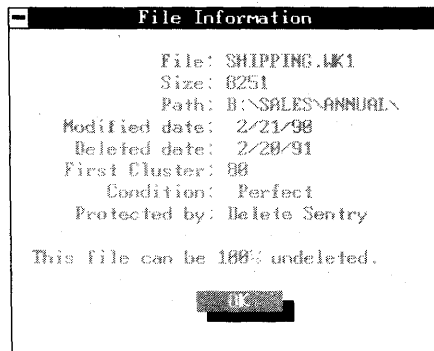 File Information
File: SHIPPING.WK1
Size: 8251
Path: B:\SALES\ANNUAL\
Modified date: 2/21/90
Deleted date: 2/20/91
First Cluster: 80
Condition: Perfect
Protected by: Delete Sentry
This file can be 100% undeleted.
OK